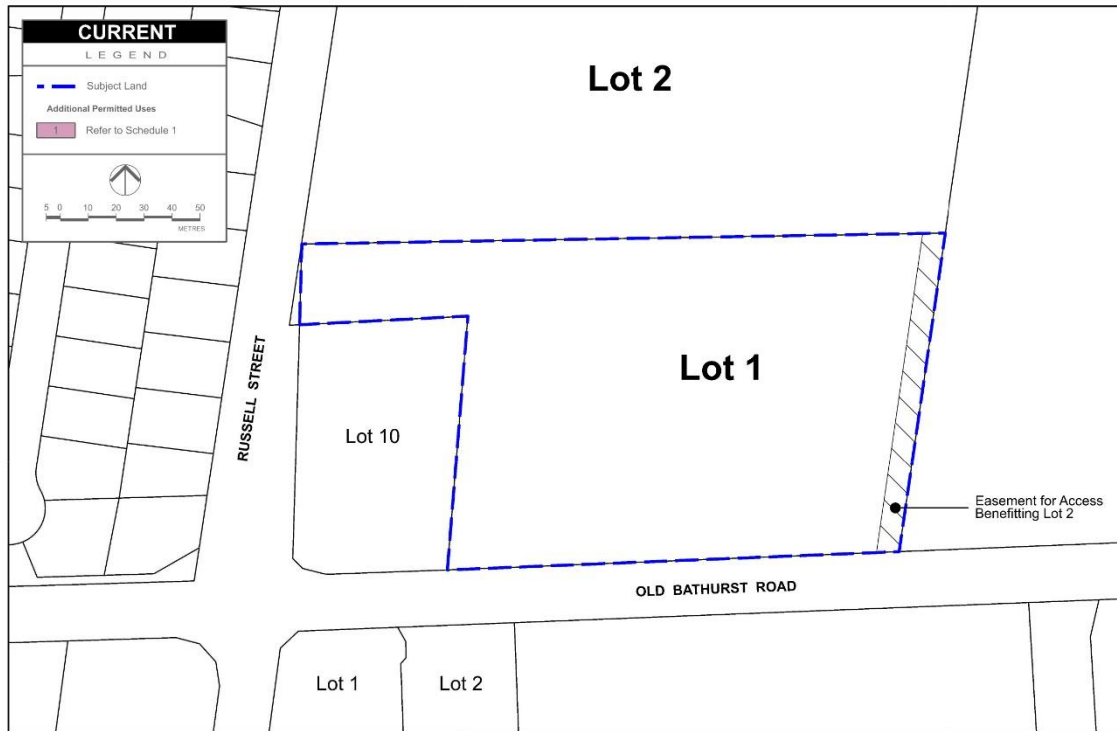 CURRENT
LEGEND
Subject Land
Additional Permitted Uses
1 Refer to Schedule 1
5 0 10 20 30 40 50
METRES
Lot 2
Lot 1
RUSSELL STREET
Lot 10
Easement for Access
Benefitting Lot 2
OLD BATHURST ROAD
Lot 1
Lot 2